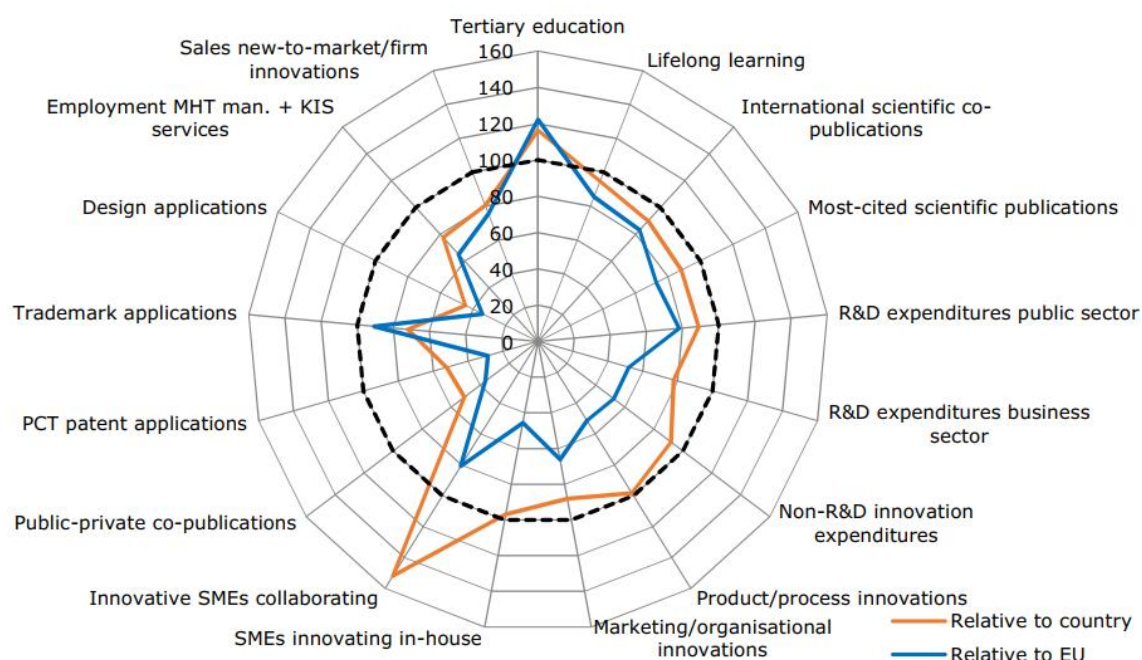 Tertiary education
Sales new-to-market/firm
innovations
Lifelong learning
Employment MHT man. + KIS
services
International scientific co-
publications
Design applications
Most-cited scientific publications
Trademark applications
R&D expenditures public sector
PCT patent applications
R&D expenditures business
sector
Public-private co-publications
Non-R&D innovation
expenditures
Innovative SMEs collaborating
Product/process innovations
SMEs innovating in-house
Marketing/organisational
innovations
160
140
120
100
80
60
40
20
0
Relative to country
Relative to EU